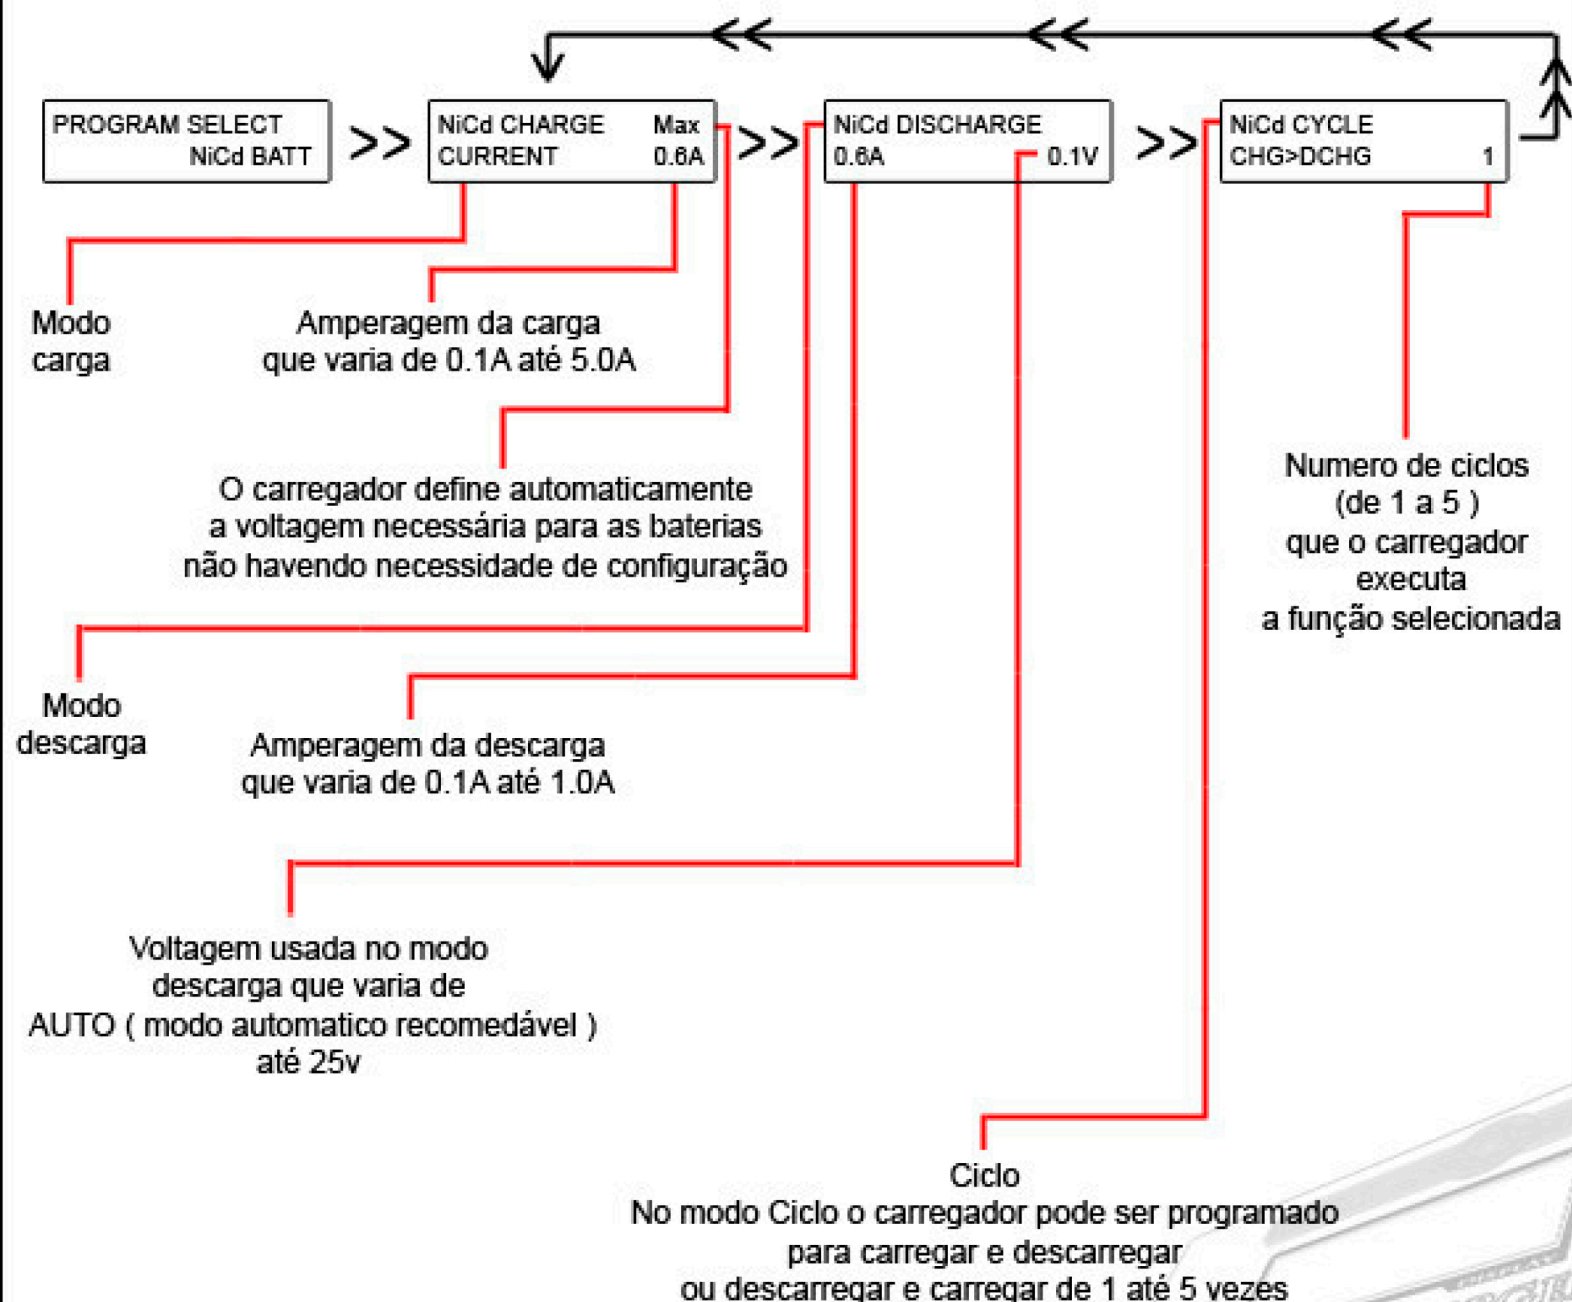 PROGRAM SELECT
NiCd BATT
>>
NiCd CHARGE Max
CURRENT 0.6A
>>
NiCd DISCHARGE
0.6A 0.1V
>>
NiCd CYCLE
CHG>DCHG 1
Modo
carga
Amperagem da carga
que varia de 0.1A até 5.0A
O carregador define automaticamente
a voltagem necessária para as baterias
não havendo necessidade de configuração
Numero de ciclos
(de 1 a 5 )
que o carregador
executa
a função selecionada
Modo
descarga
Amperagem da descarga
que varia de 0.1A até 1.0A
Voltagem usada no modo
descarga que varia de
AUTO ( modo automatico recomedável )
até 25v
Ciclo
No modo Ciclo o carregador pode ser programado
para carregar e descarregar
ou descarregar e carregar de 1 até 5 vezes